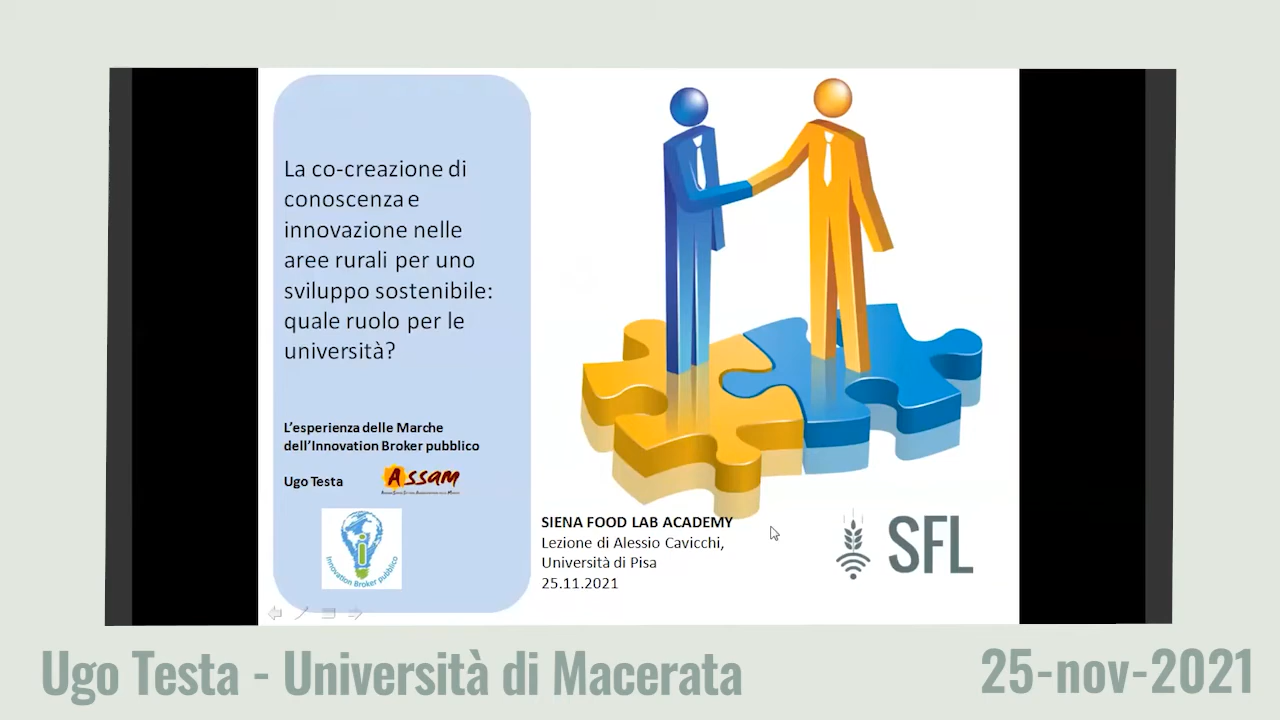 La co-creazione di
conoscenza e
innovazione nelle
aree rurali per uno
sviluppo sostenibile:
quale ruolo per le
università?
L'esperienza delle Marche
dell'Innovation Broker pubblico
Ugo Testa
Assam
i
Innovation Broker pubblico
SIENA FOOD LAB ACADEMY
Lezione di Alessio Cavicchi,
Università di Pisa
25.11.2021
SFL
Ugo Testa - Università di Macerata
25-nov-2021